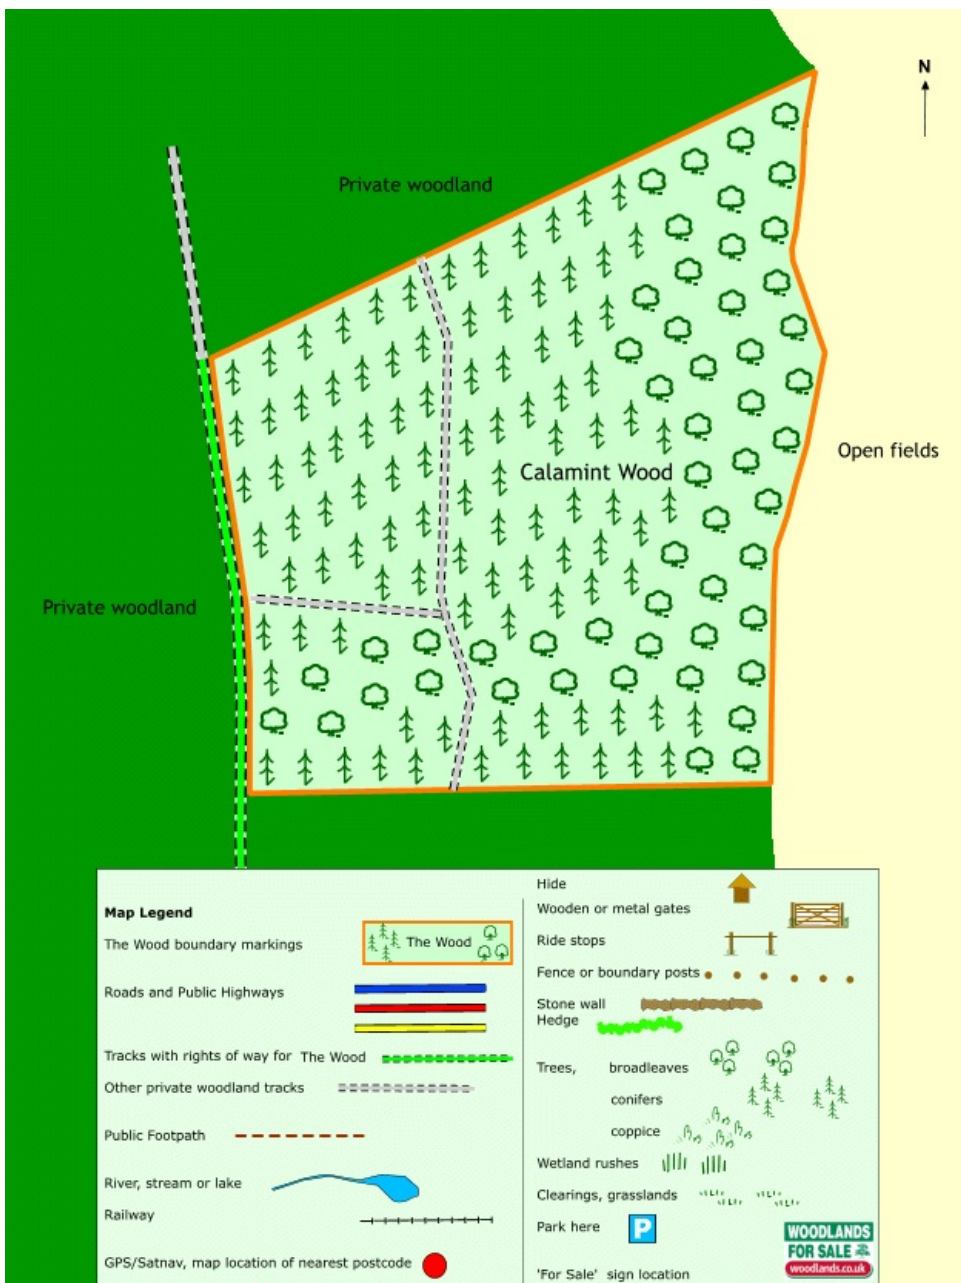 N
Private woodland
Calamint Wood
Open fields
Private woodland
Map Legend
The Wood boundary markings
The Wood
Roads and Public Highways
Tracks with rights of way for The Wood
Other private woodland tracks
Public Footpath
River, stream or lake
Railway
GPS/Satnav, map location of nearest postcode
Hide
Wooden or metal gates
Ride stops
Fence or boundary posts
Stone wall
Hedge
Trees, broadleaves
conifers
coppice
Wetland rushes
Clearings, grasslands
Park here P
'For Sale' sign location
WOODLANDS
FOR SALE
woodlands.co.uk